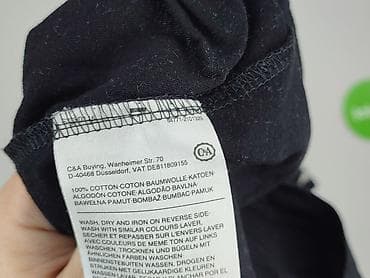 C&A Buying, Wanheimer Str. 70
D-40468 Düsseldorf, VAT DE811809155
C&A
100% COTTON COTON BAUMWOLLE KATOEN
ALGODÓN COTONE ALGODÃO BAVLNA
BAWEŁNA PAMUT BOMBAŽ BUMBAC PAMUK
WASH, DRY AND IRON ON REVERSE SIDE
WASH WITH SIMILAR COLOURS LAVER,
SECHER ET REPASSER SUR L'ENVERS LAVER
AVEC COULEURS DE MEME TON AUF LINKS
WASCHEN, TROCKNEN UND BÜGELN MIT
ÄHNLICHEN FARBEN WASCHEN
BINNENSTEBUITEN WASSEN, DROGEN EN
STRIJKEN MET GELIJKAARDIGE KLEUREN